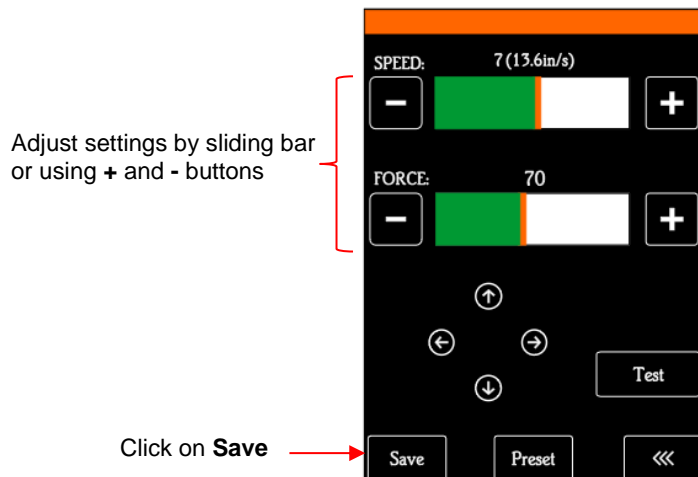 SPEED: 7 (13.6in/s)
- +
Adjust settings by sliding bar
or using + and - buttons
FORCE: 70
- +
Test
Click on Save
Save Preset <<<